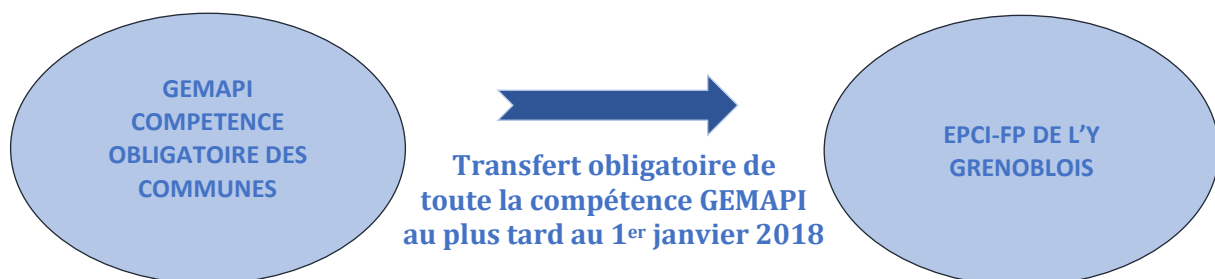 GEMAPI
COMPETENCE
OBLIGATOIRE DES
COMMUNES
Transfert obligatoire de
toute la compétence GEMAPI
au plus tard au 1er janvier 2018
EPCI-FP DE L’Y
GRENOBLOIS